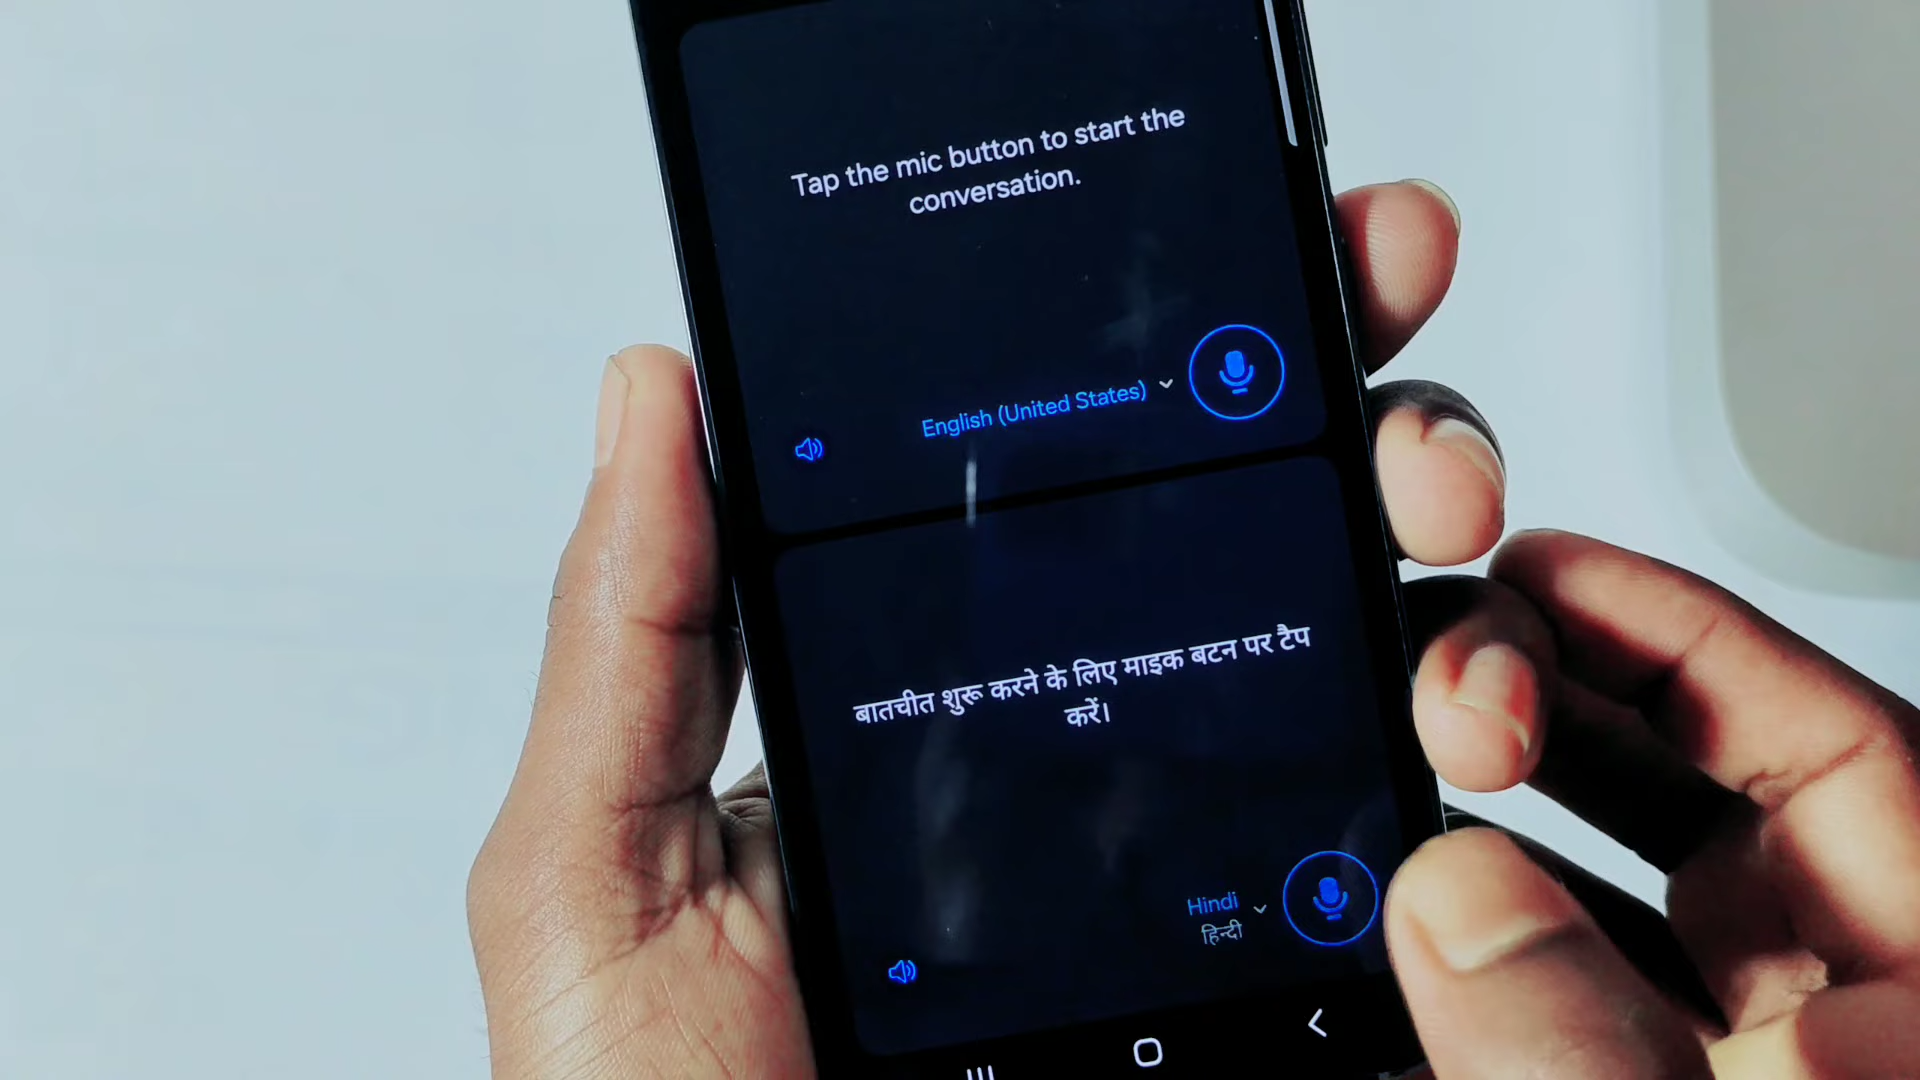 Tap the mic button to start the
conversation.
English (United States)
बातचीत शुरू करने के लिए माइक बटन पर टैप
करें।
Hindi
हिन्दी